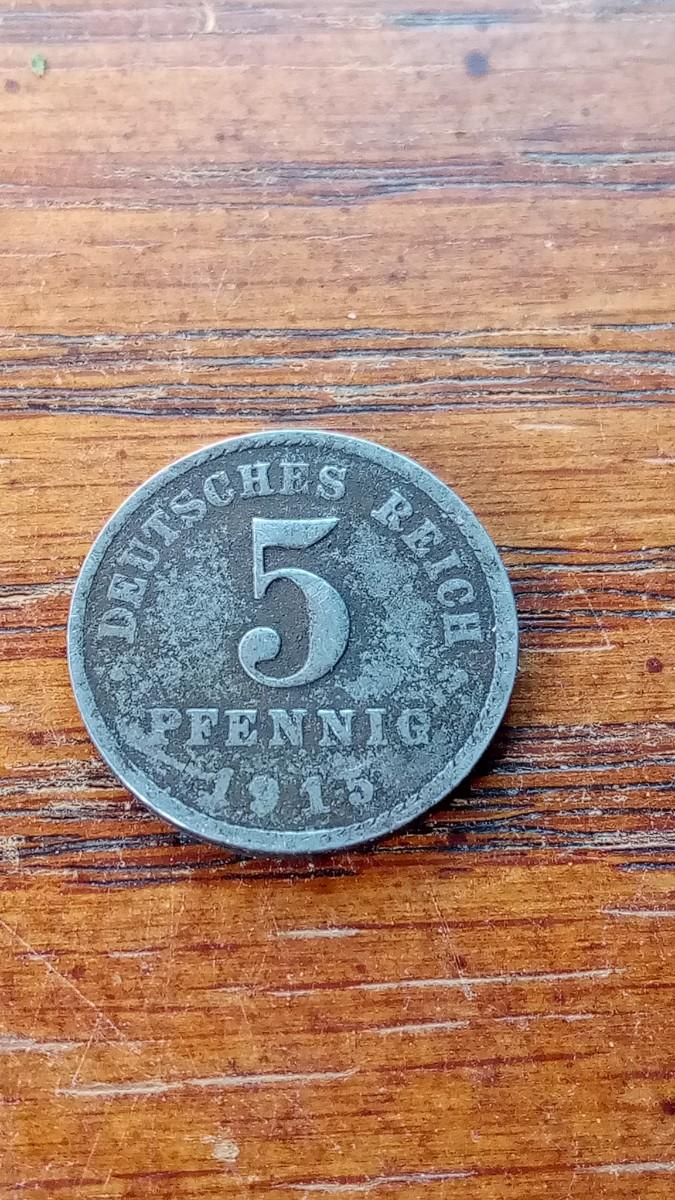 DEUTSCHES REICH
5
PFENNIG
1915